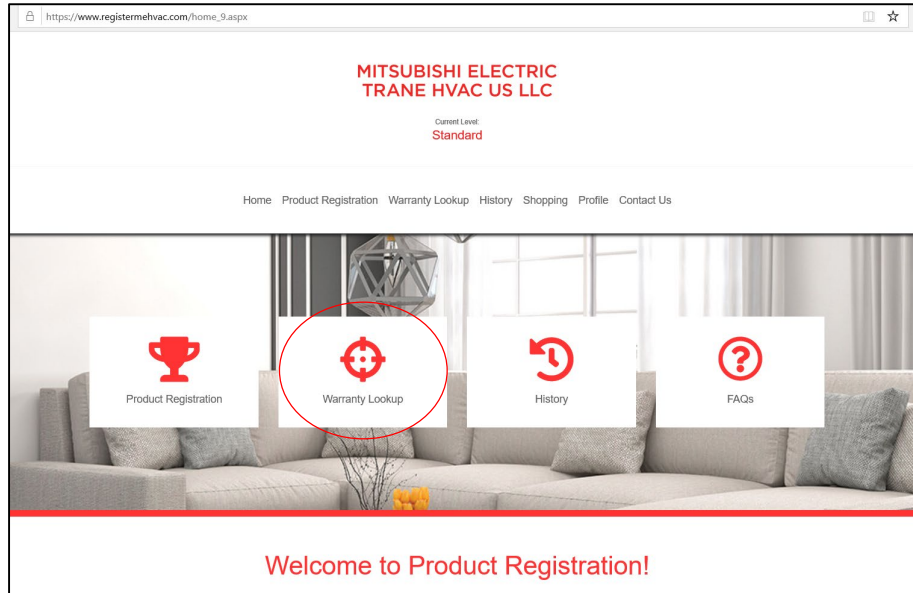 https://www.registermehvac.com/home_9.aspx
MITSUBISHI ELECTRIC
TRANE HVAC US LLC
Current Level:
Standard
Home Product Registration Warranty Lookup History Shopping Profile Contact Us
Product Registration Warranty Lookup History FAQs
Welcome to Product Registration!